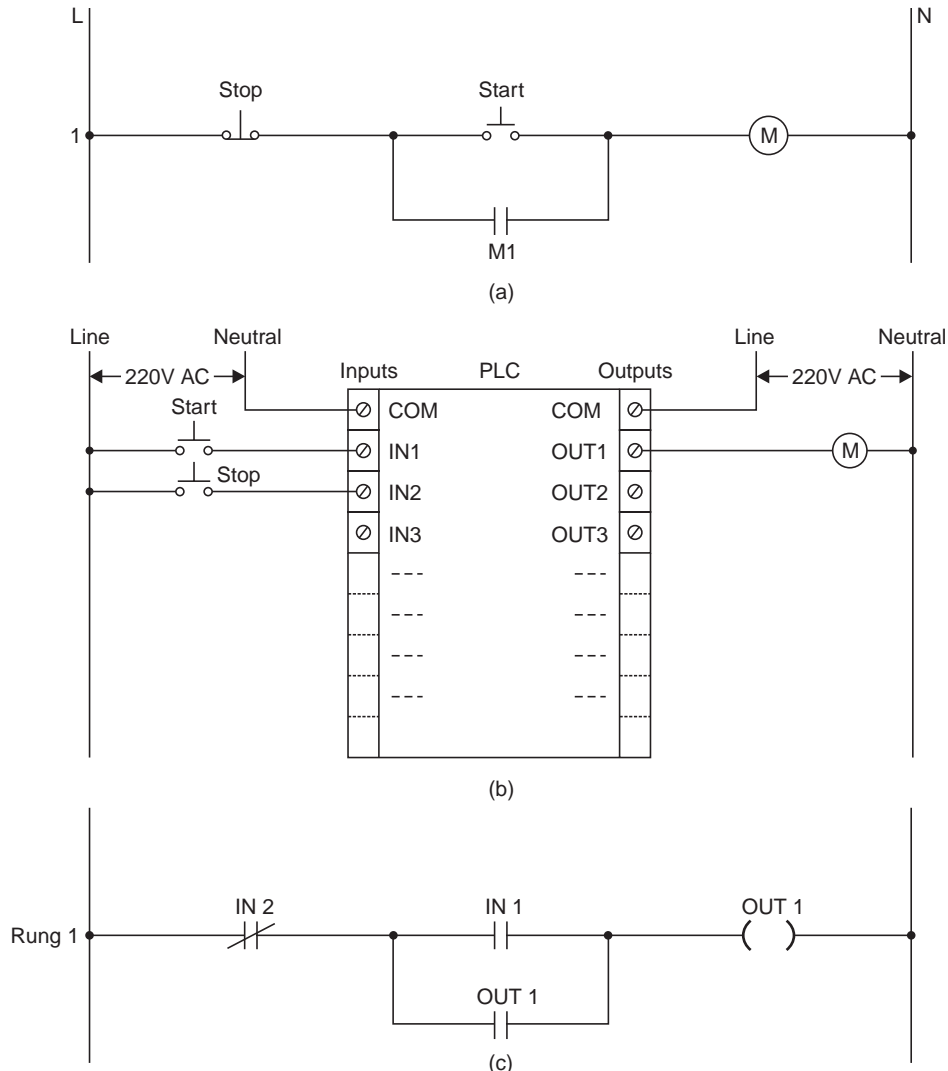 L N
Stop Start
1 M
M1
(a)
Line Neutral Line Neutral
220V AC Inputs PLC Outputs 220V AC
Start COM COM
IN1 OUT1 M
Stop IN2 OUT2
IN3 OUT3
--- ---
--- ---
--- ---
--- ---
(b)
IN 2 IN 1 OUT 1
Rung 1
OUT 1
(c)